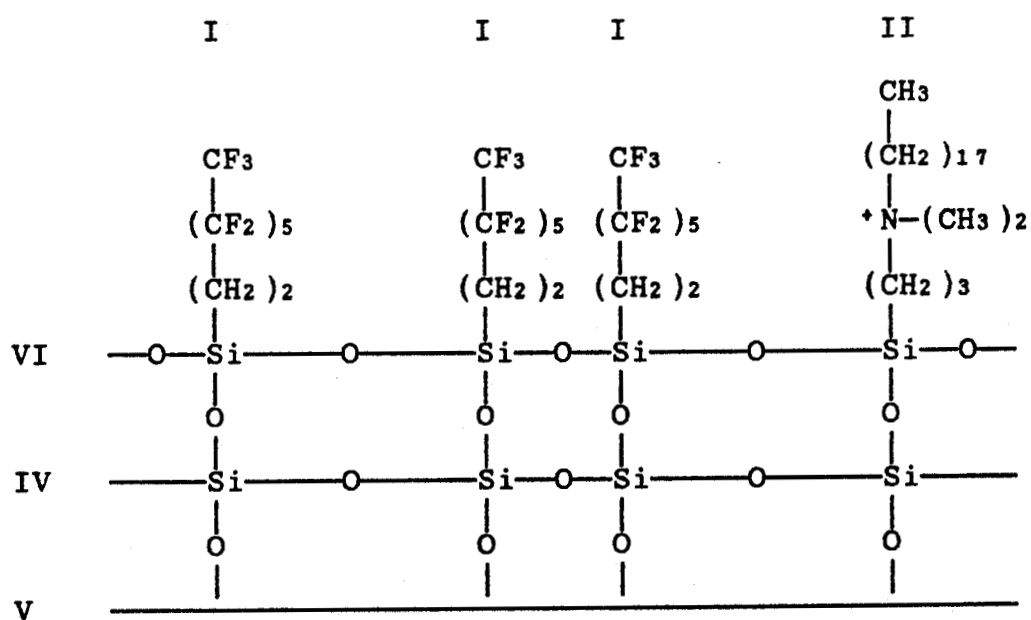 I I I II
CH3
CF3 CF3 CF3 (CH2)17
(CF2)5 (CF2)5 (CF2)5 +N—(CH3)2
(CH2)2 (CH2)2 (CH2)2 (CH2)3
VI —O—Si—O—Si—O—Si—O—Si—O—
O O O O
IV —Si—O—Si—O—Si—O—Si—
O O O O
V